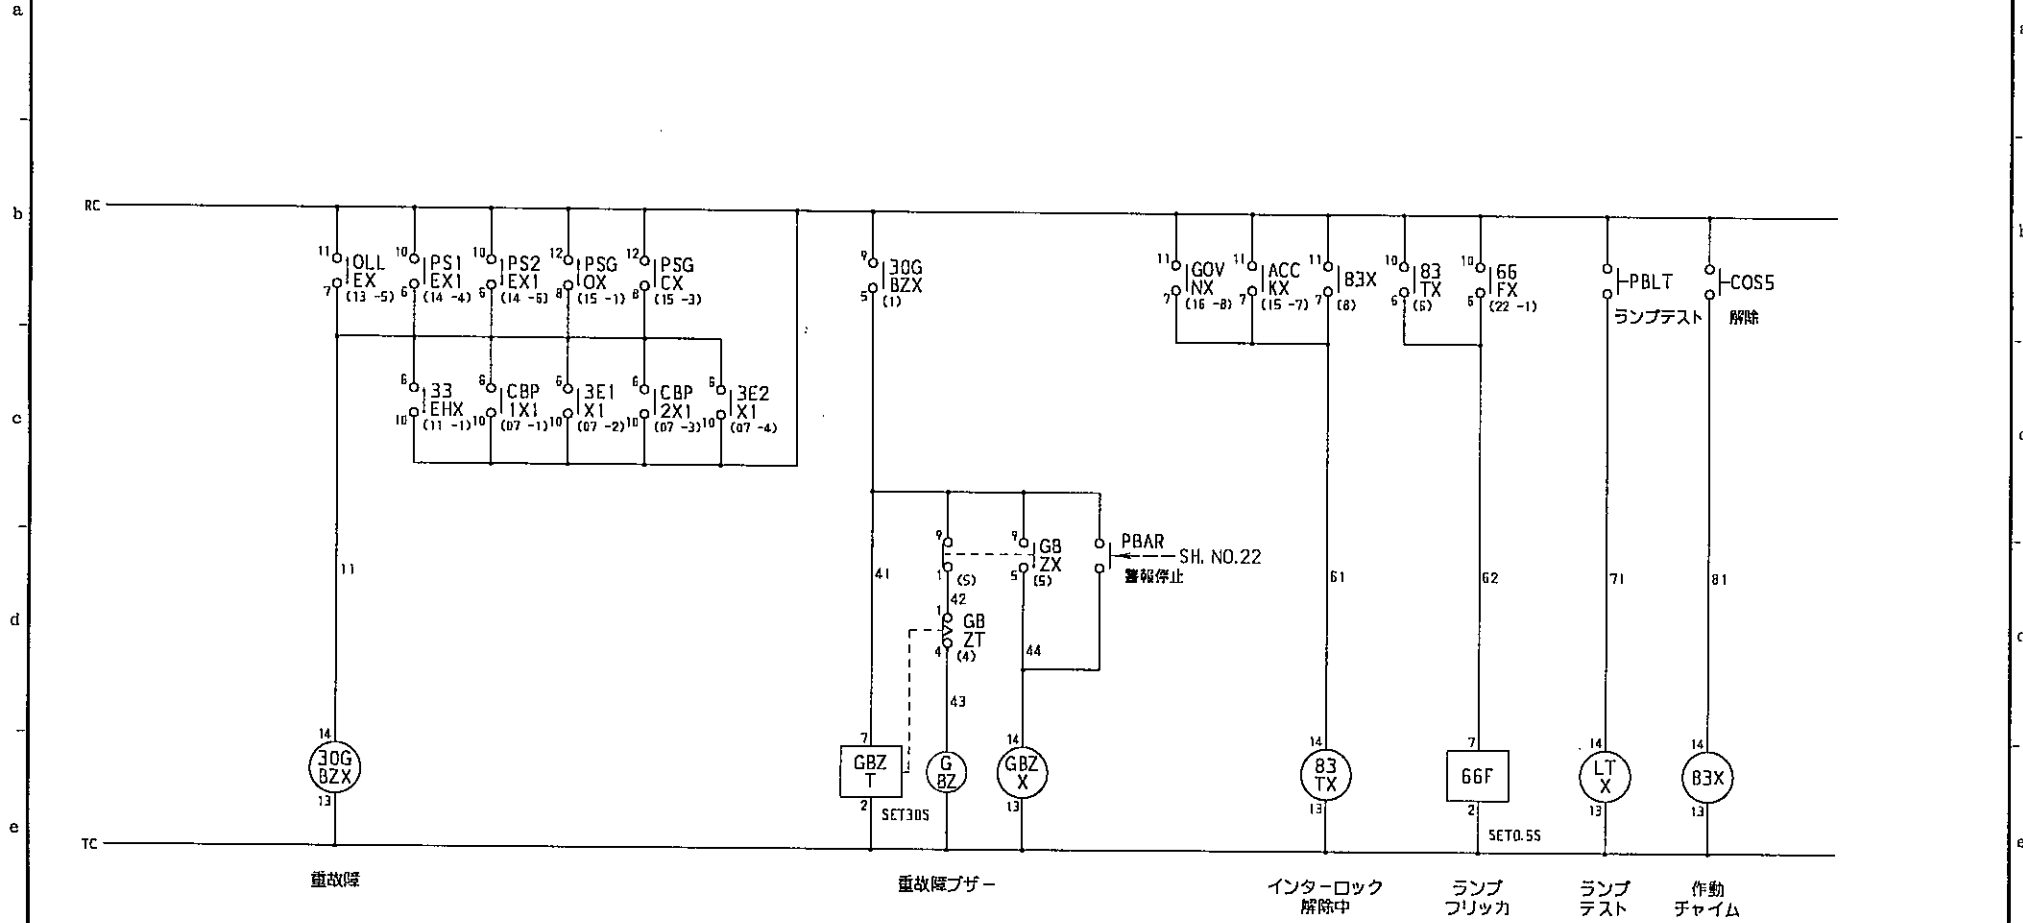 a
a
RC
b
b
11
OLL
EX
7
(13 -5)
10
PS1
EX1
6
(14 -4)
10
PS2
EX1
6
(14 -6)
12
PSG
OX
8
(15 -1)
12
PSG
CX
8
(15 -3)
9
30G
BZX
5
(1)
11
GOV
NX
7
(16 -8)
11
ACC
KX
7
(15 -7)
11
B3X
7
(8)
10
83
TX
6
(6)
10
66
FX
6
(22 -1)
PBLT
ランプテスト
COS5
解除
6
33
EHX
10
(11 -1)
6
CBP
1X1
10
(07 -1)
6
3E1
X1
10
(07 -2)
6
CBP
2X1
10
(07 -3)
6
3E2
X1
10
(07 -4)
c
9
1
(5)
9
GB
ZX
5
(5)
PBAR
SH. NO.22
警報停止
11
41
42
61
62
71
81
d
1
GB
ZT
4
(4)
44
43
14
30G
BZX
13
7
GBZ
T
2
SET30S
G
BZ
14
GBZ
X
13
14
83
TX
13
7
66F
2
SET0.5S
14
LT
X
13
14
B3X
13
e
e
TC
重故障
重故障ブザー
インターロック
解除中
ランプ
フリッカ
ランプ
テスト
作動
チャイム